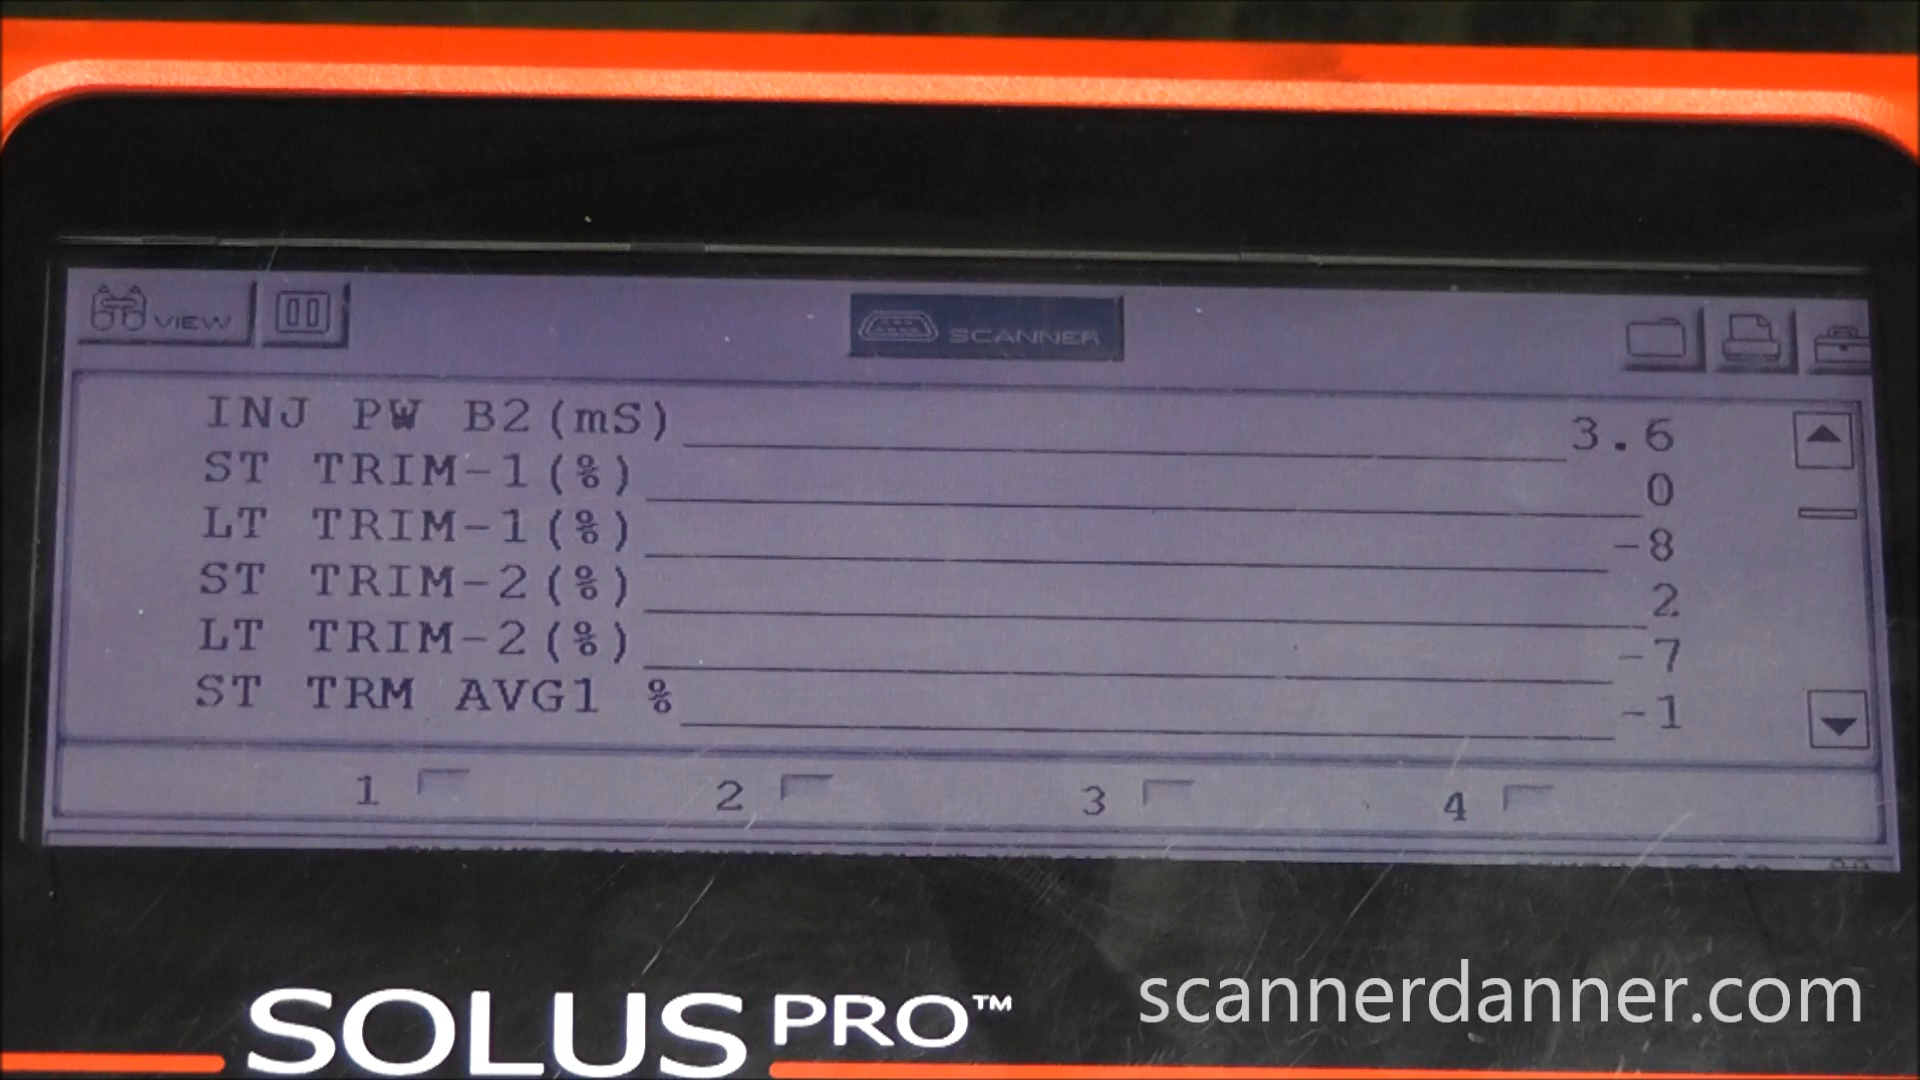 VIEW SCANNER
INJ PW B2(mS) 3.6
ST TRIM-1(%) 0
LT TRIM-1(%) -8
ST TRIM-2(%) 2
LT TRIM-2(%) -7
ST TRM AVG1 % -1
1 2 3 4
SOLUS PRO™
scannerdanner.com